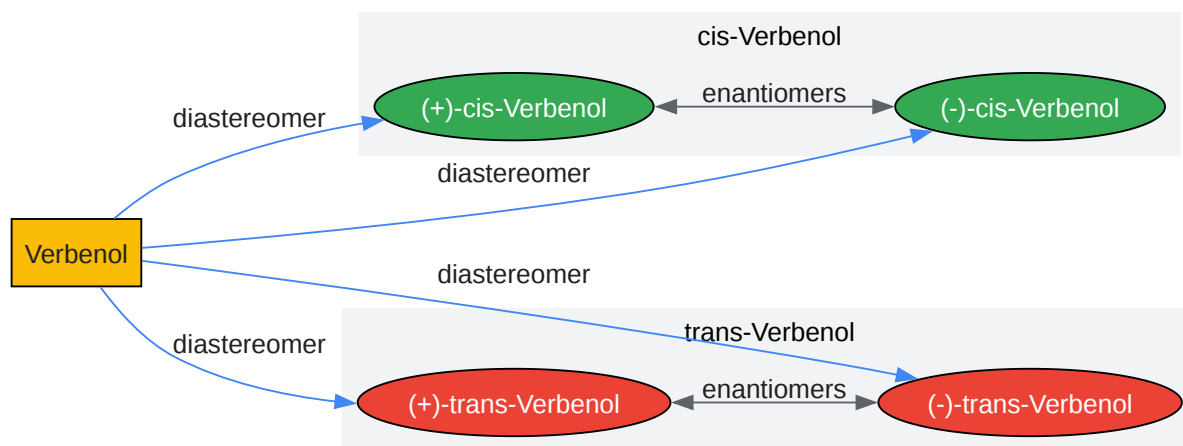 cis-Verbenol
(+)-cis-Verbenol
enantiomers
(-)-cis-Verbenol
diastereomer
diastereomer
Verbenol
diastereomer
diastereomer
trans-Verbenol
(+)-trans-Verbenol
enantiomers
(-)-trans-Verbenol